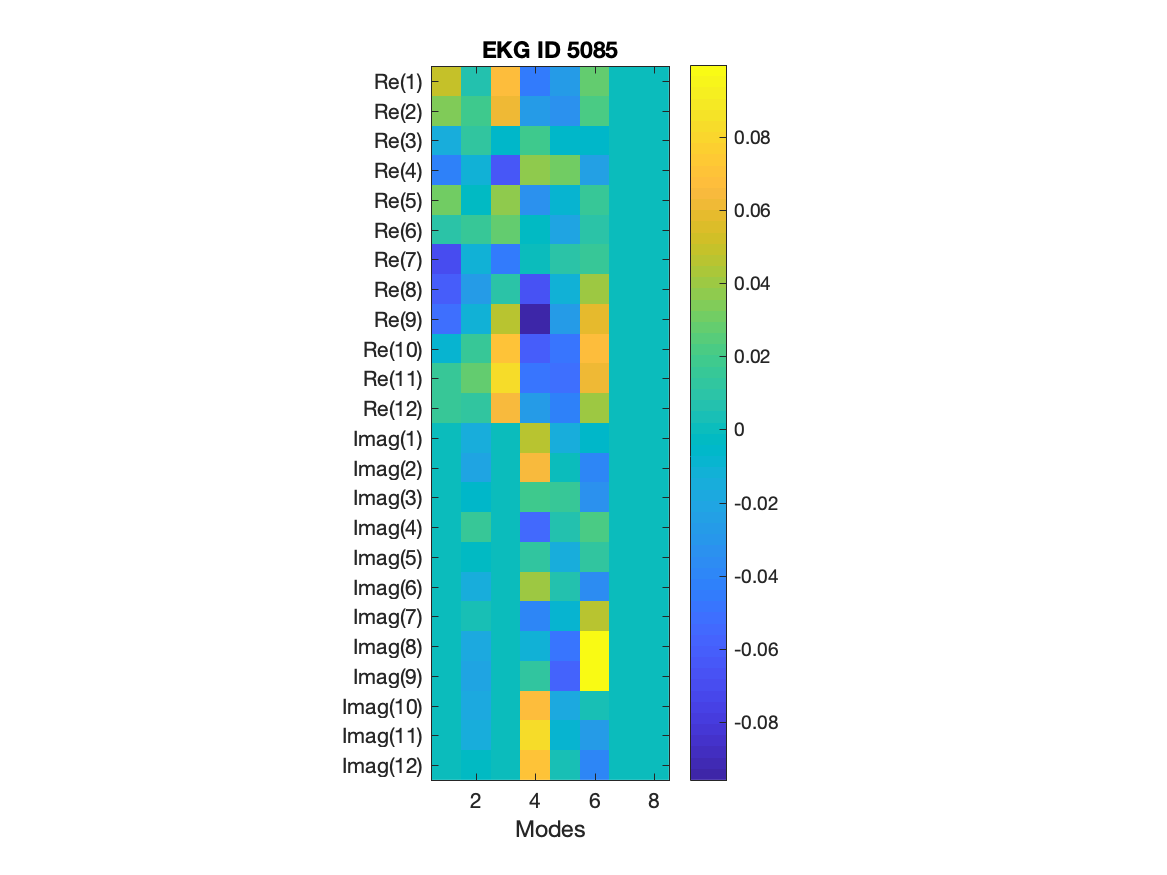 EKG ID 5085
Re(1)
Re(2)
Re(3)
Re(4)
Re(5)
Re(6)
Re(7)
Re(8)
Re(9)
Re(10)
Re(11)
Re(12)
Imag(1)
Imag(2)
Imag(3)
Imag(4)
Imag(5)
Imag(6)
Imag(7)
Imag(8)
Imag(9)
Imag(10)
Imag(11)
Imag(12)
2 4 6 8
Modes
0.08
0.06
0.04
0.02
0
-0.02
-0.04
-0.06
-0.08